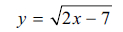 y = √(2x − 7)